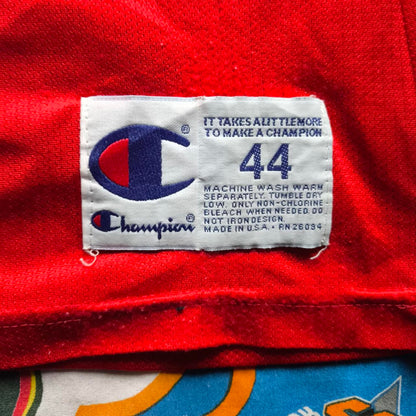 IT TAKES A LITTLE MORE
TO MAKE A CHAMPION
®
44
MACHINE WASH WARM
SEPARATELY. TUMBLE DRY
LOW. ONLY NON-CHLORINE
BLEACH WHEN NEEDED. DO
NOT IRON DESIGN.
MADE IN U.S.A. • RN 26094
Champion®